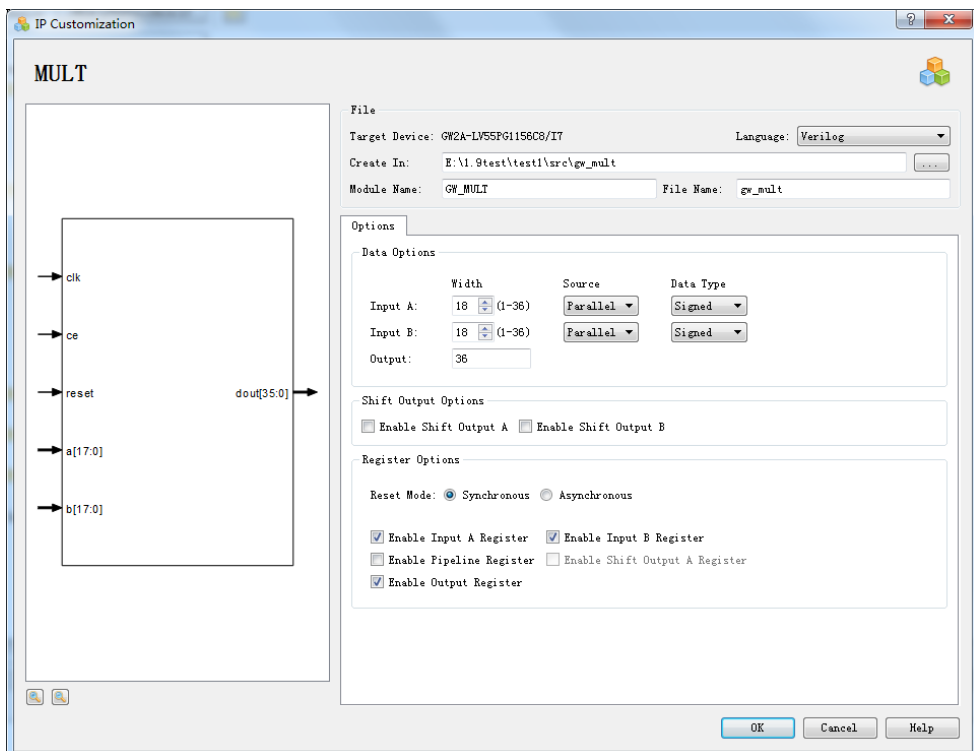 IP Customization
MULT
File
Target Device: GW2A-LV55PG1156C8/I7 Language: Verilog
Create In: E:\1.9test\test1\src\gw_mult ...
Module Name: GW_MULT File Name: gw_mult
Options
Data Options
Width Source Data Type
Input A: 18 (1-36) Parallel Signed
Input B: 18 (1-36) Parallel Signed
Output: 36
Shift Output Options
Enable Shift Output A Enable Shift Output B
Register Options
Reset Mode: Synchronous Asynchronous
Enable Input A Register Enable Input B Register
Enable Pipeline Register Enable Shift Output A Register
Enable Output Register
clk
ce
reset dout[35:0]
a[17:0]
b[17:0]
OK Cancel Help